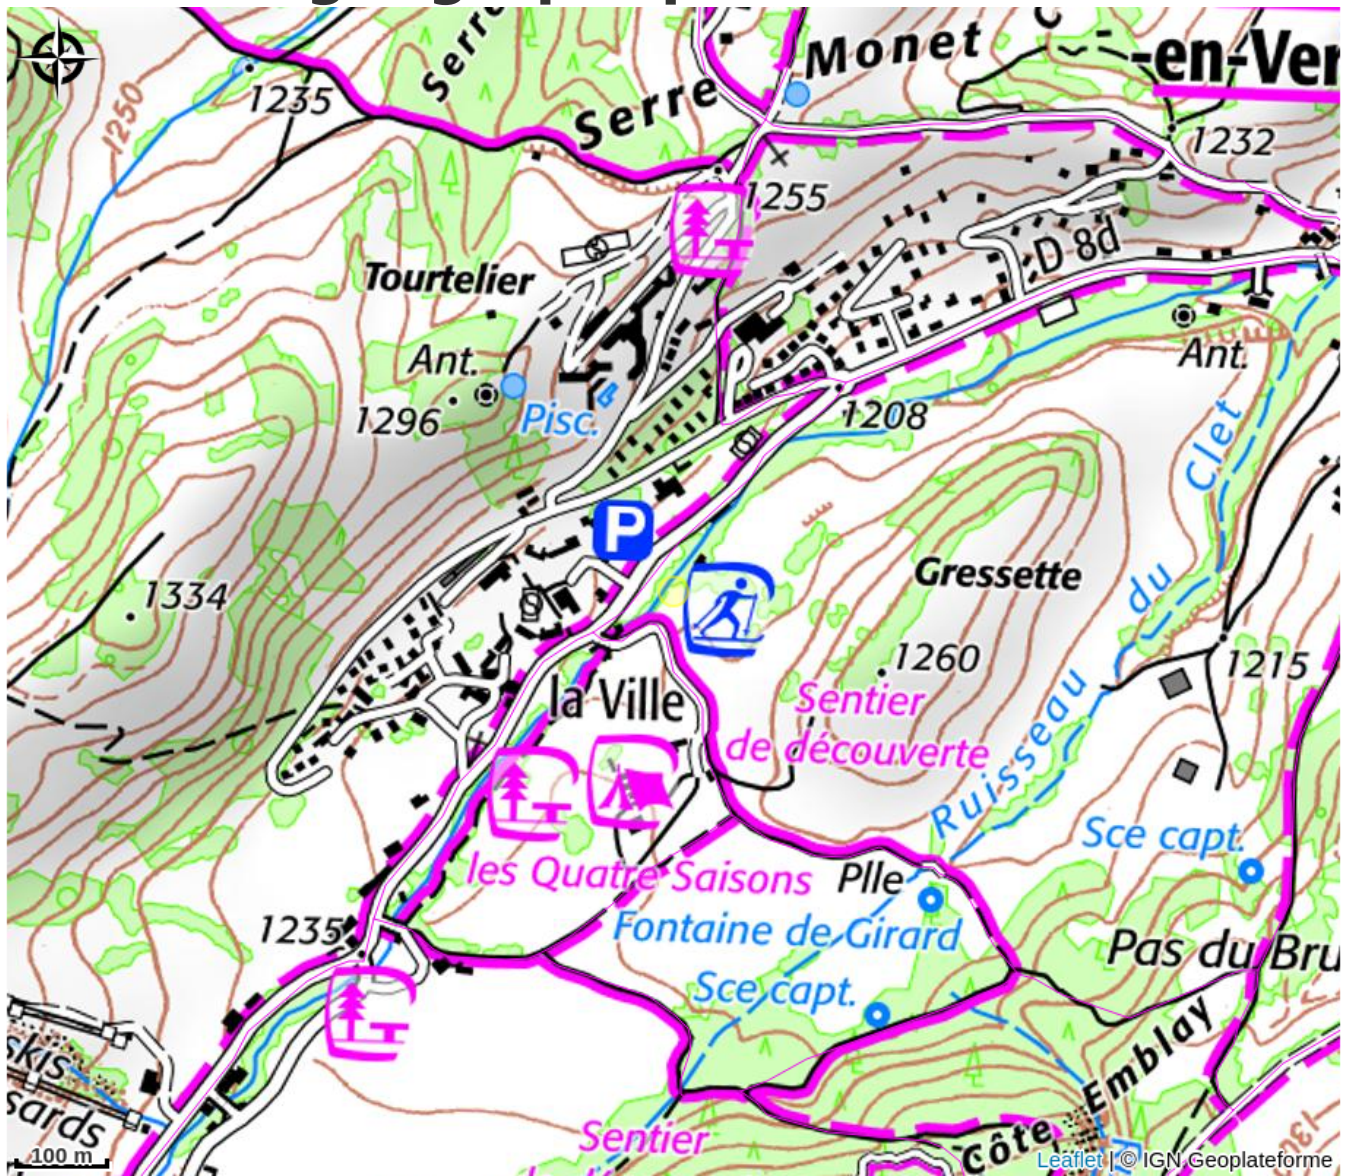 Serre
Monet
-en-Ver
1235
1250
Serre
1232
1255
D 8d
Tourtelier
Ant.
Ant.
1296
Pisc.
1208
Clet
du
Ruisseau
P
Gressette
1334
1260
1215
la Ville
Sentier
de découverte
Sce capt.
les Quatre Saisons
Plle
Fontaine de Girard
1235
Pas du Bru
Sce capt.
skis
Emblay
sards
Sentier
Côte
100 m
Leaflet | © IGN Geoplateforme